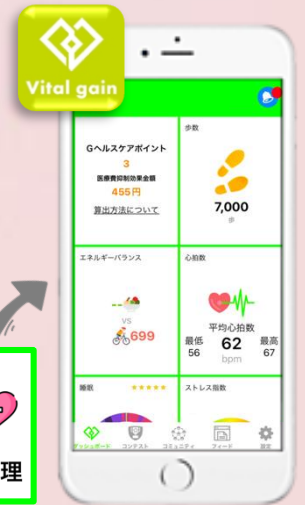 Vital gain
Gヘルスケアポイント
3
医療費抑制効果金額
455円
算出方法について
歩数
7,000
歩
エネルギーバランス
--
VS
699
心拍数
平均心拍数
最低 62 最高
56 bpm 67
睡眠
ストレス指数
ダッシュボード コンテスト コミュニティ フィード 設定
理